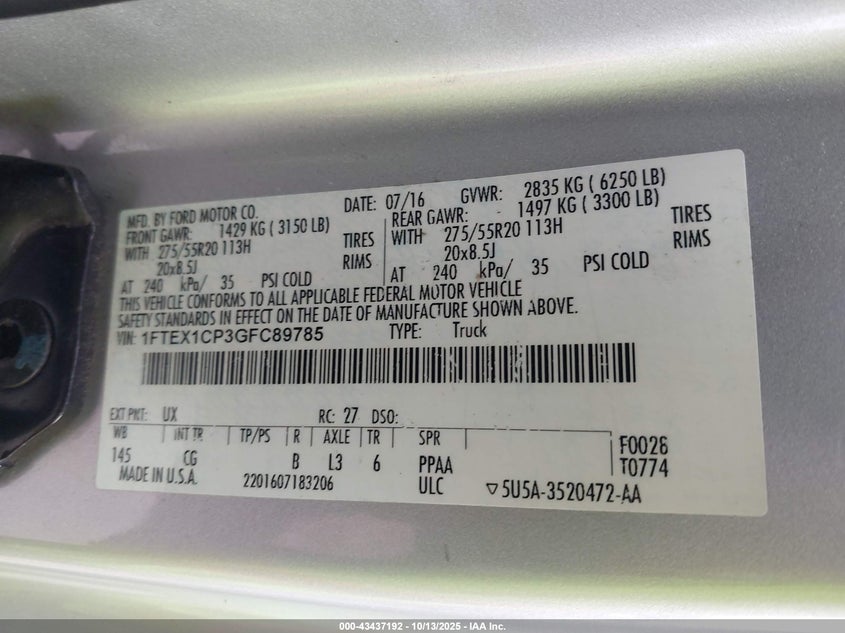 MFD. BY FORD MOTOR CO. DATE: 07/16 GVWR: 2835 KG ( 6250 LB)
FRONT GAWR: 1429 KG ( 3150 LB) REAR GAWR: 1497 KG ( 3300 LB)
WITH 275/55R20 113H TIRES WITH 275/55R20 113H TIRES
20x8.5J RIMS 20x8.5J RIMS
AT 240 kPa/ 35 PSI COLD AT 240 kPa/ 35 PSI COLD
THIS VEHICLE CONFORMS TO ALL APPLICABLE FEDERAL MOTOR VEHICLE
SAFETY STANDARDS IN EFFECT ON THE DATE OF MANUFACTURE SHOWN ABOVE.
VIN: 1FTEX1CP3GFC89785 TYPE: Truck
EXT PNT: UX RC: 27 DSO:
WB INT TR TP/PS R AXLE TR SPR F0028
145 CG B L3 6 PPAA T0774
MADE IN U.S.A. 2201607183206 ULC ▽5U5A-3520472-AA
000-43437192 - 10/13/2025 - IAA Inc.